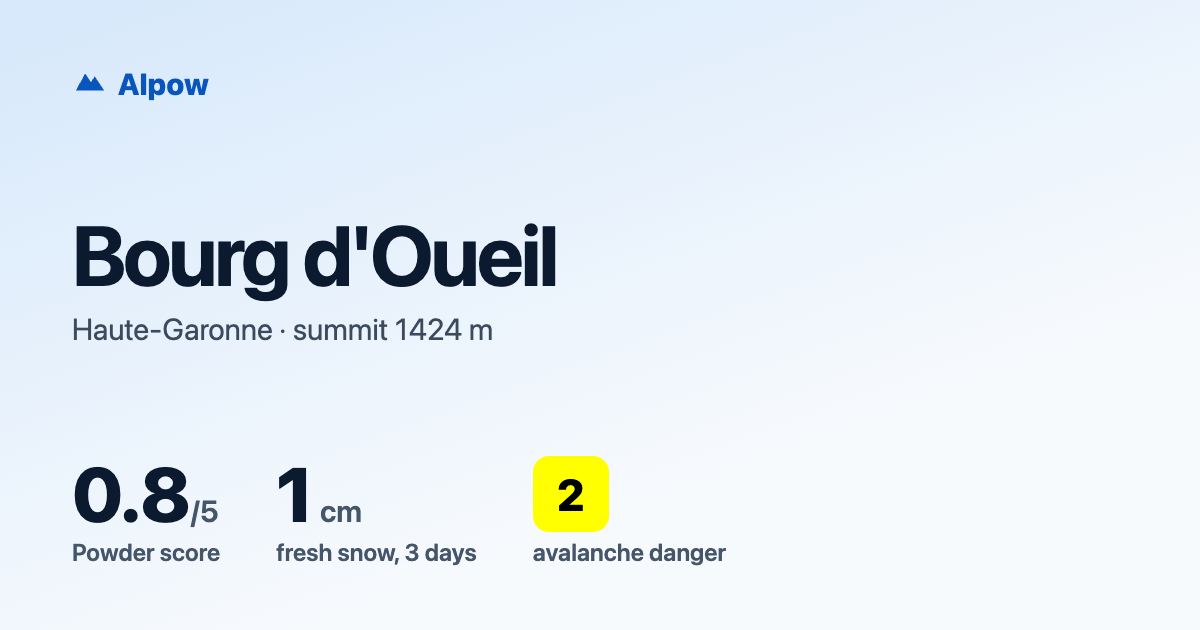 Alpow
Bourg d'Oueil
Haute-Garonne · summit 1424 m
0.8/5 1 cm 2
Powder score fresh snow, 3 days avalanche danger